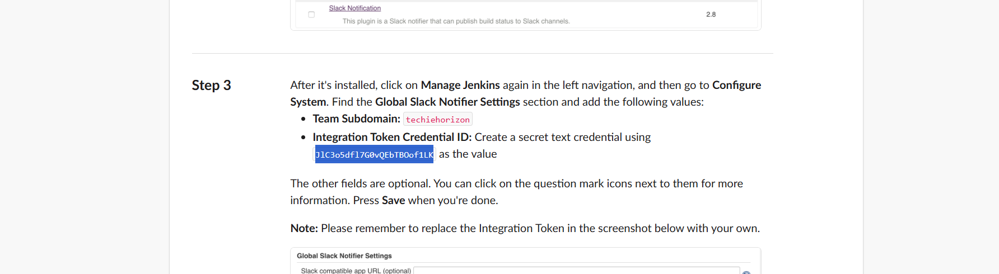 Slack Notification
This plugin is a Slack notifier that can publish build status to Slack channels.
2.8
Step 3
After it's installed, click on Manage Jenkins again in the left navigation, and then go to Configure
System. Find the Global Slack Notifier Settings section and add the following values:
• Team Subdomain: techiehorizon
• Integration Token Credential ID: Create a secret text credential using
JlC3o5dfl7G0vQEbTBOof1LK as the value
The other fields are optional. You can click on the question mark icons next to them for more
information. Press Save when you're done.
Note: Please remember to replace the Integration Token in the screenshot below with your own.
Global Slack Notifier Settings
Slack compatible app URL (optional)